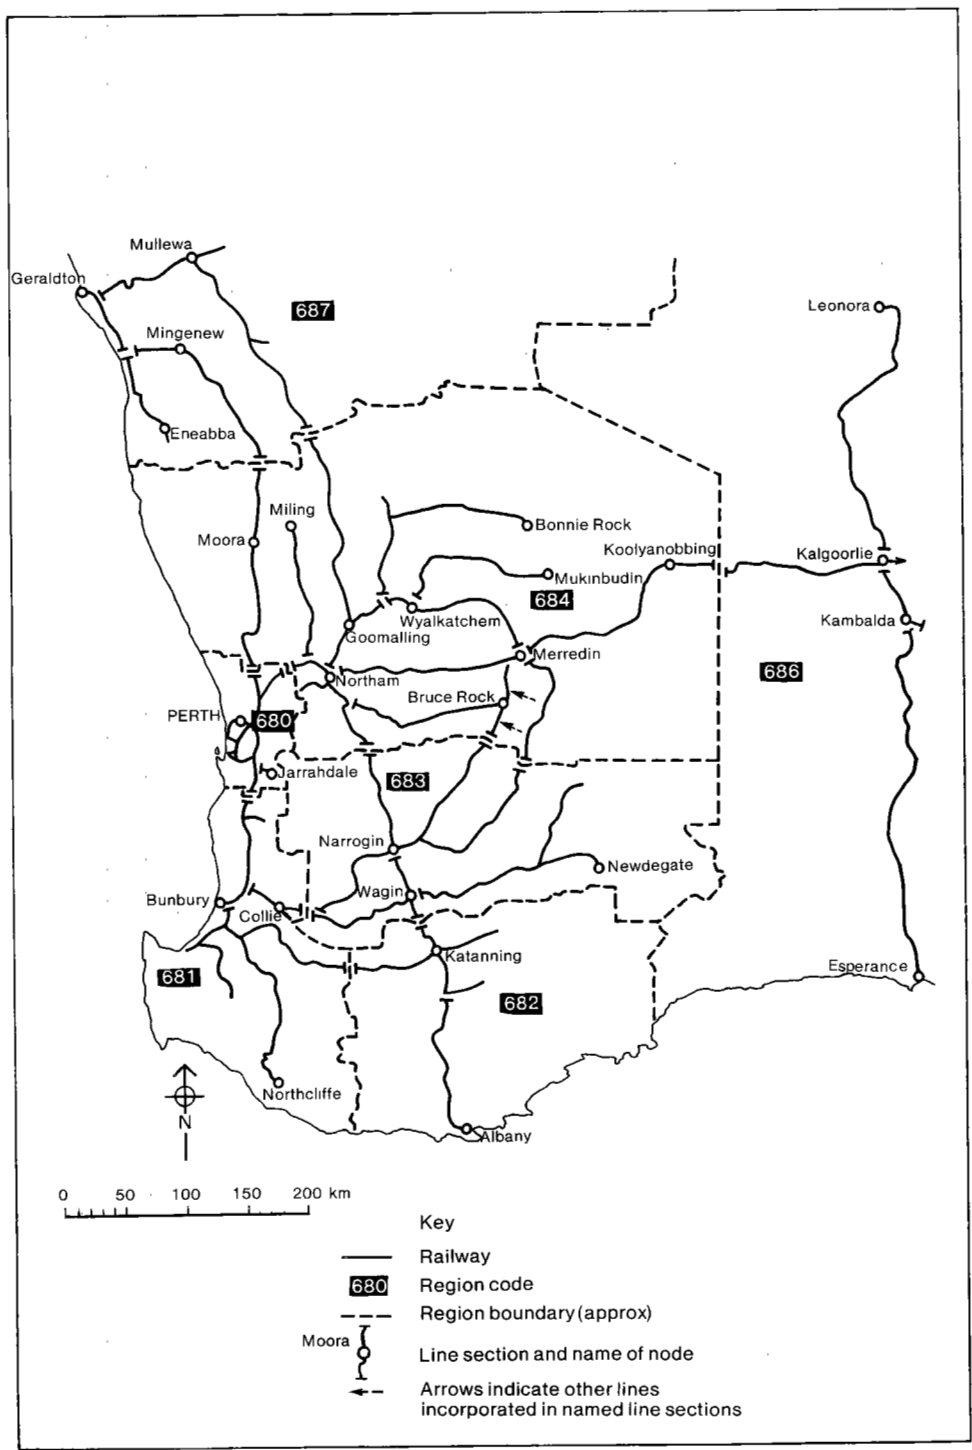 Mullewa
Geraldton
687
Leonora
Mingenew
Eneabba
Miling
Bonnie Rock
Moora
Koolyanobbing
Kalgoorlie
Mukinbudin
684
Wyalkatchem
Kambalda
Goomalling
Merredin
686
Northam
Bruce Rock
PERTH
680
Jarrahdale
683
Narrogin
Newdegate
Wagin
Bunbury
Collie
Katanning
Esperance
681
682
Northcliffe
N
Albany
0 50 100 150 200 km
Key
Railway
680 Region code
Region boundary (approx)
Moora
Line section and name of node
Arrows indicate other lines
incorporated in named line sections